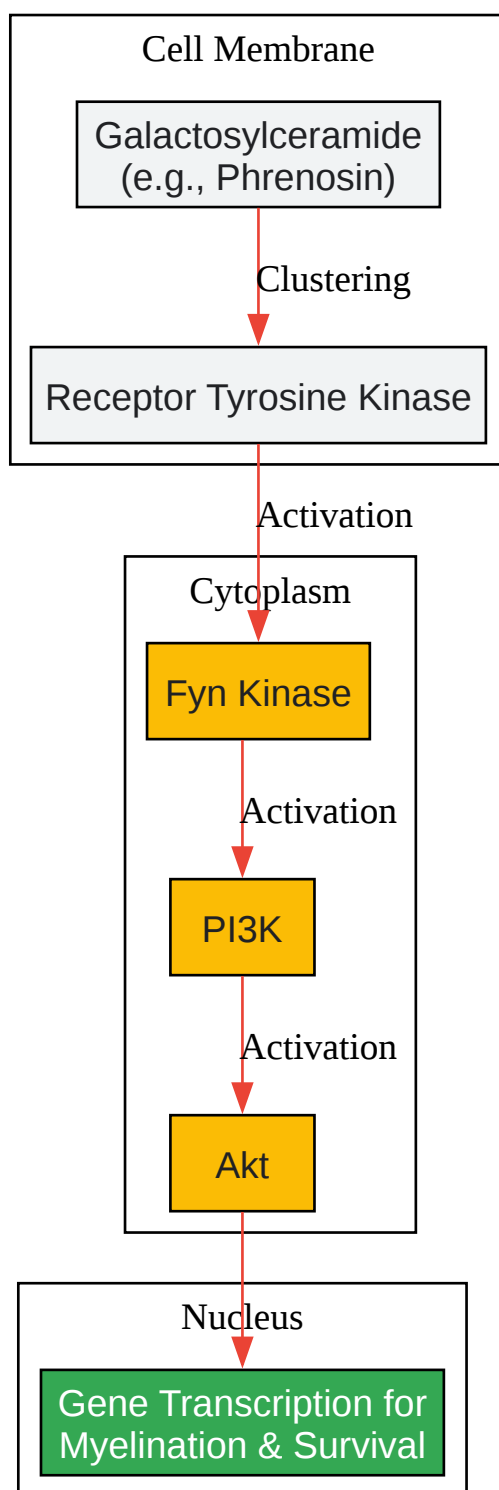 Cell Membrane
Galactosylceramide
(e.g., Phrenosin)
Clustering
Receptor Tyrosine Kinase
Activation
Cytoplasm
Fyn Kinase
Activation
PI3K
Activation
Akt
Nucleus
Gene Transcription for
Myelination & Survival